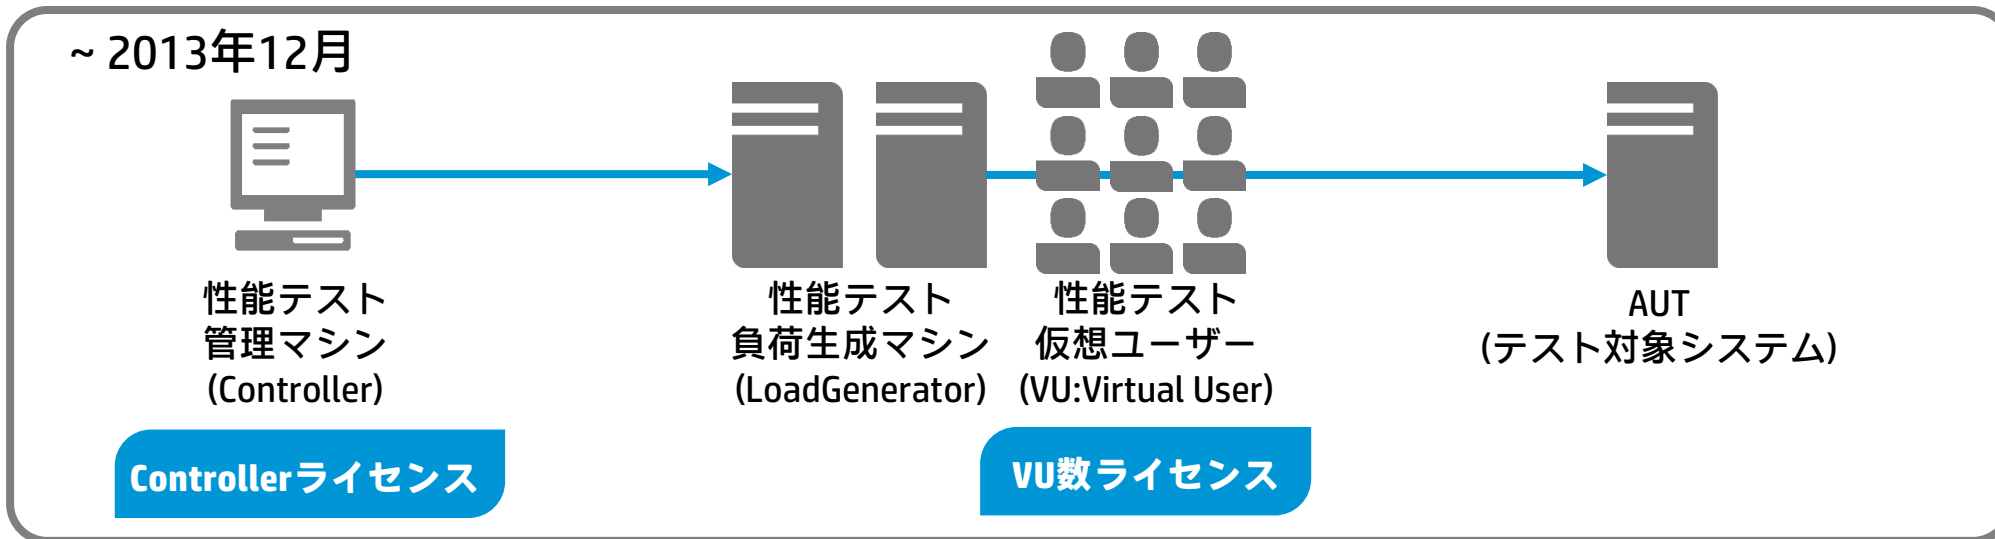 ~ 2013年12月
性能テスト
管理マシン
(Controller)
性能テスト
負荷生成マシン
(LoadGenerator)
性能テスト
仮想ユーザー
(VU:Virtual User)
AUT
(テスト対象システム)
Controllerライセンス
VU数ライセンス